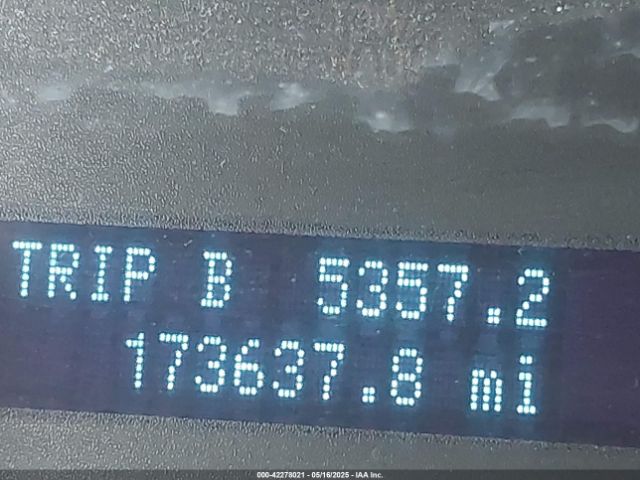 TRIP B 5357.2
173637.8 mi
000-42278021 - 05/16/2025 - IAA Inc.